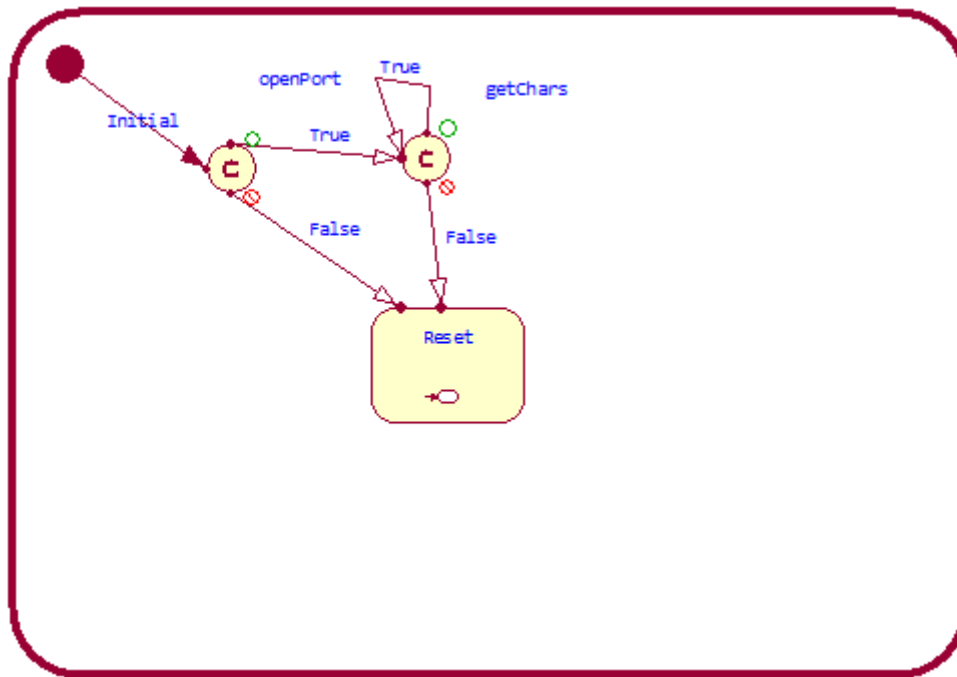 True
openPort
getChars
Initial
True
C
C
False
False
Reset